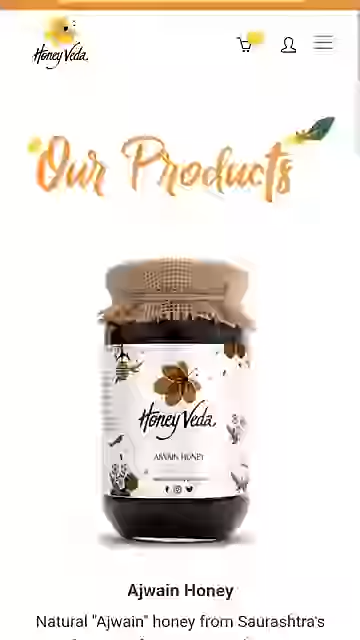 Honey Veda
Our Products
Honey Veda
AJWAIN HONEY
Ajwain Honey
Natural "Ajwain" honey from Saurashtra's